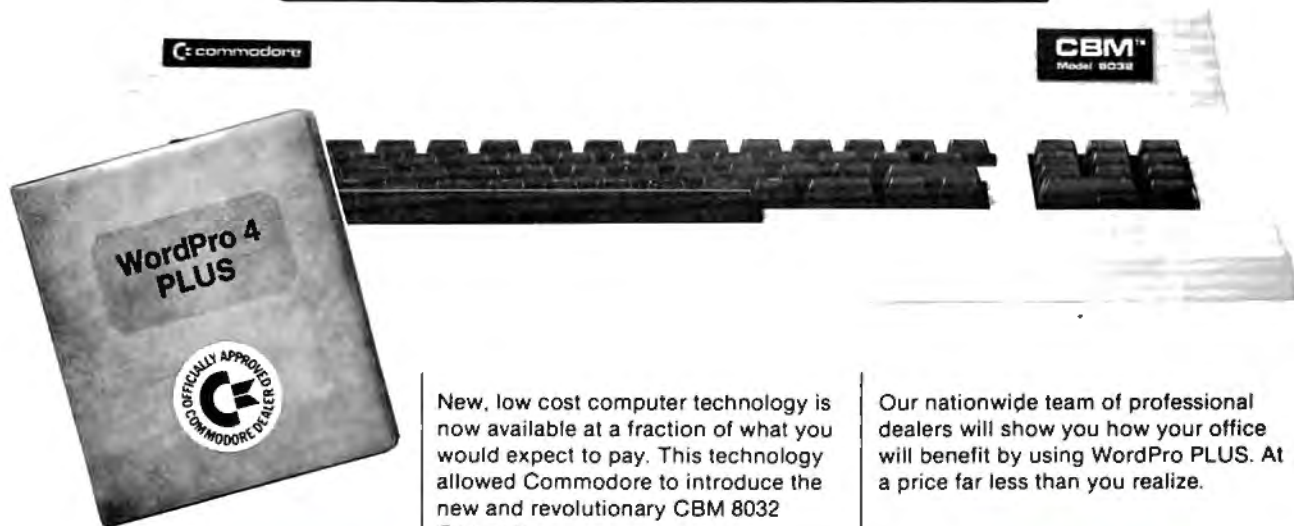 commodore
CBM™
Model 8032
WordPro 4
PLUS
OFFICIALLY APPROVED
COMMODORE DEALER
New, low cost computer technology is
now available at a fraction of what you
would expect to pay. This technology
allowed Commodore to introduce the
new and revolutionary CBM 8032
Our nationwide team of professional
dealers will show you how your office
will benefit by using WordPro PLUS. At
a price far less than you realize.